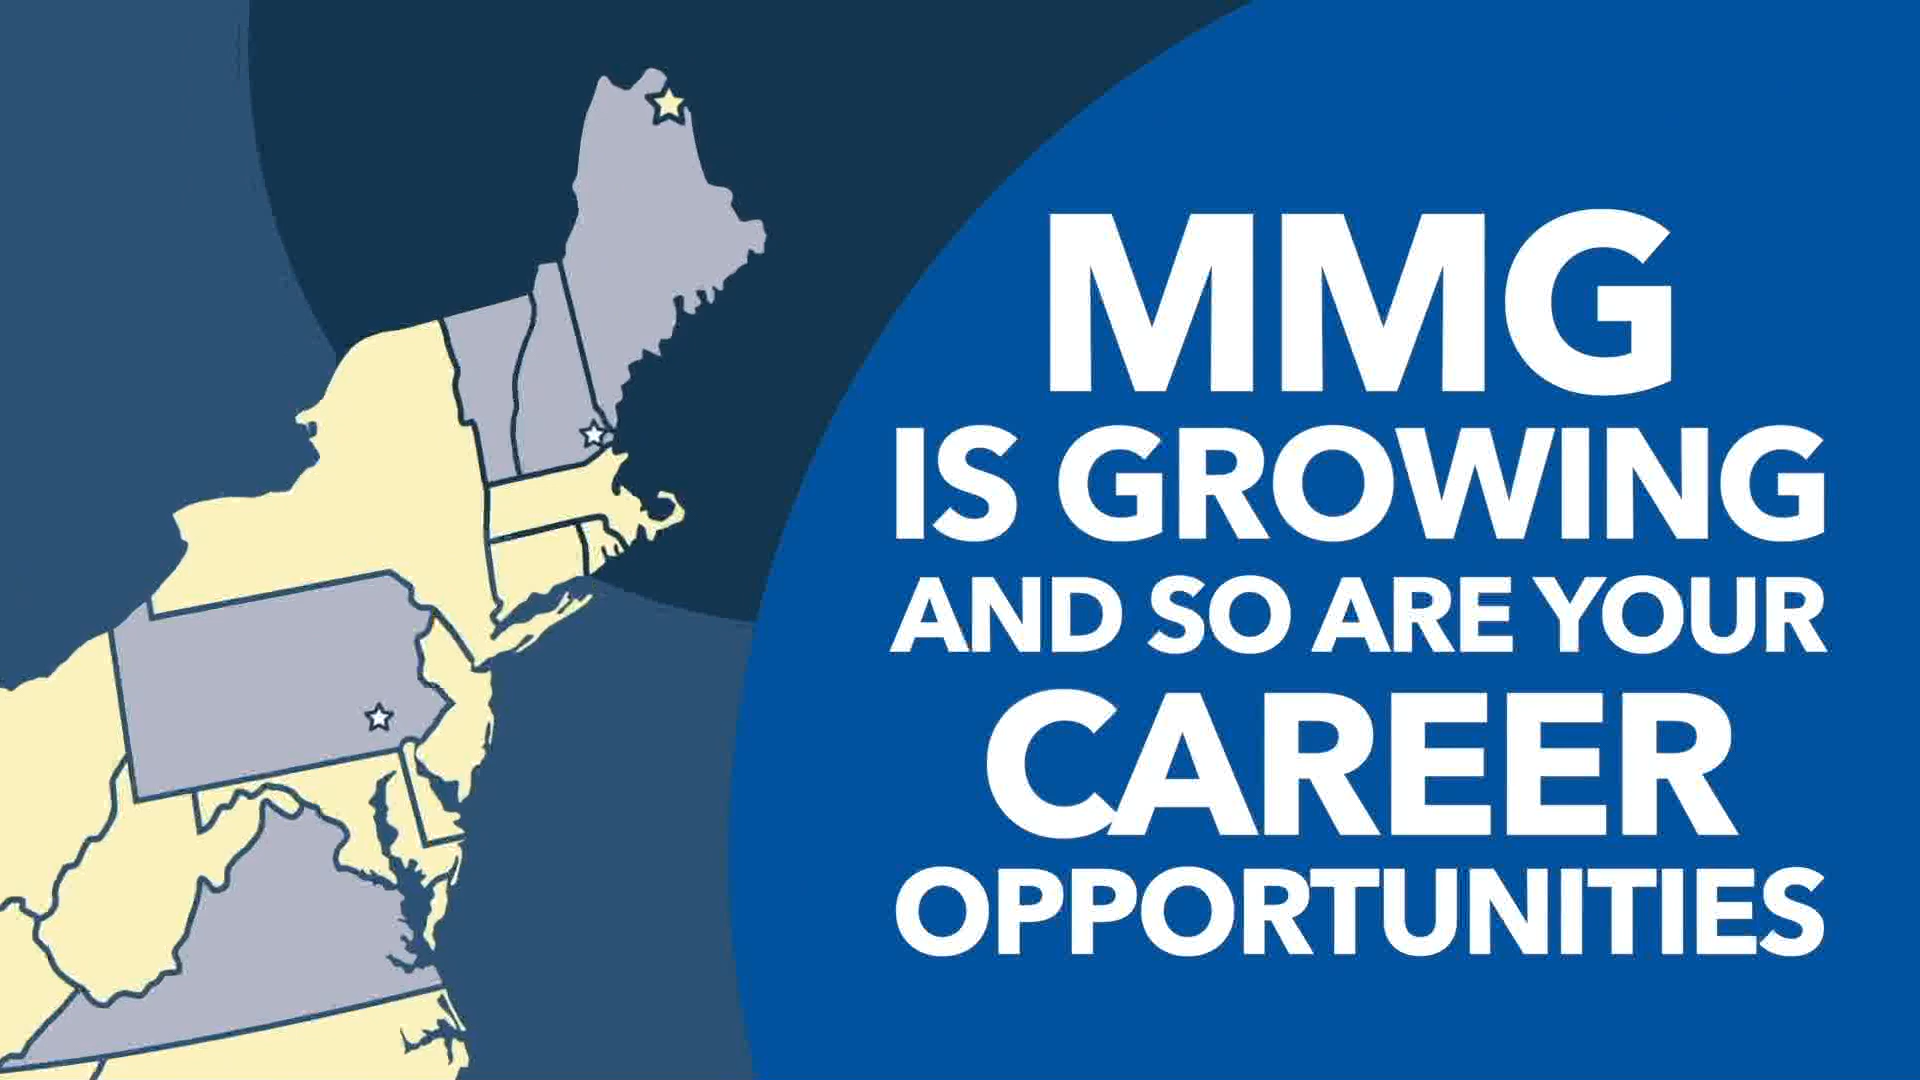 MMG
IS GROWING
AND SO ARE YOUR
CAREER
OPPORTUNITIES